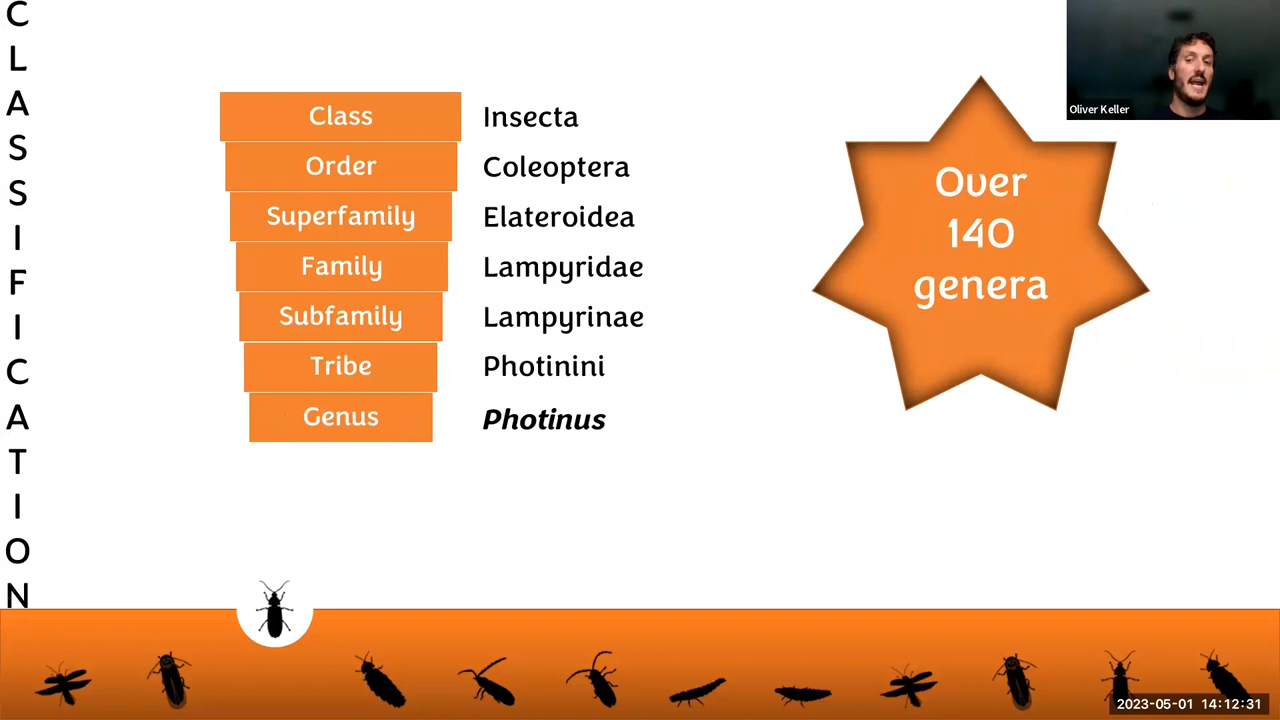 CLASSIFICATION
Class Insecta
Order Coleoptera
Superfamily Elateroidea
Family Lampyridae
Subfamily Lampyrinae
Tribe Photinini
Genus Photinus
Over
140
genera
Oliver Keller
2023-05-01 14:12:31